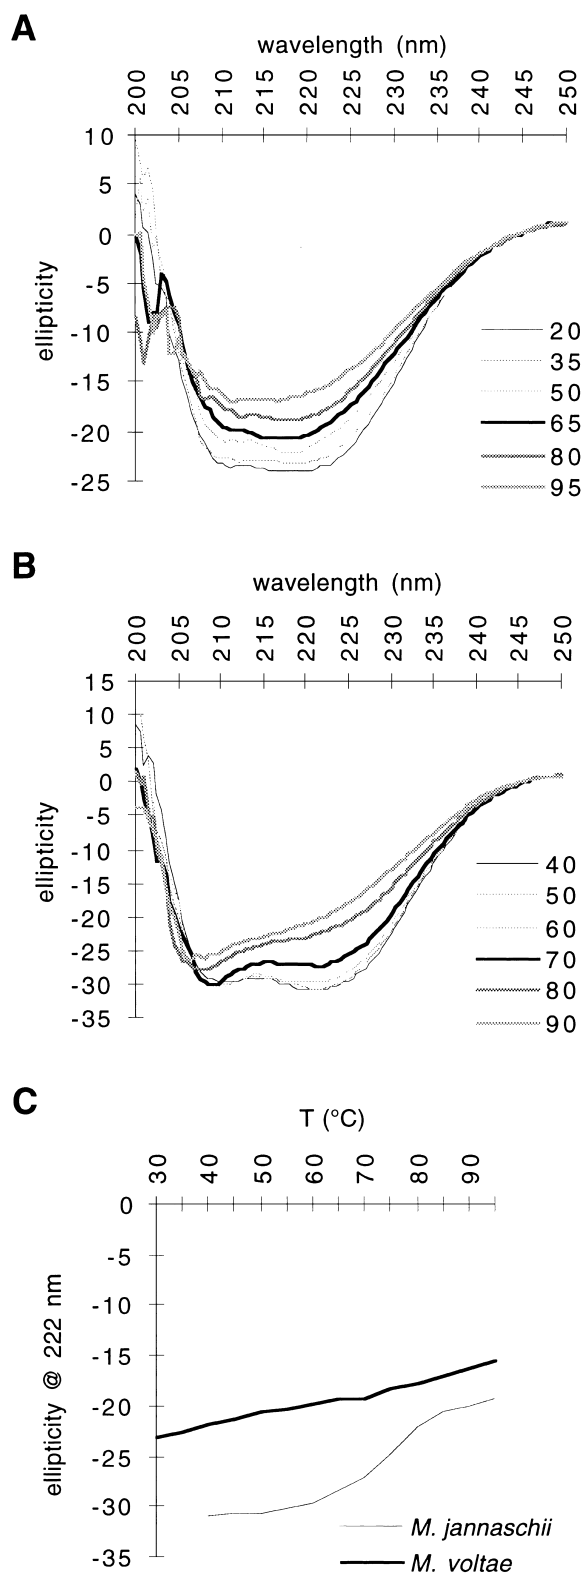 A
wavelength (nm)
200 205 210 215 220 225 230 235 240 245 250
10
5
0
-5
-10
-15
-20
-25
ellipticity
20
35
50
65
80
95
B
wavelength (nm)
200 205 210 215 220 225 230 235 240 245 250
15
10
5
0
-5
-10
-15
-20
-25
-30
-35
ellipticity
40
50
60
70
80
90
C
T (°C)
30 40 50 60 70 80 90
0
-5
-10
-15
-20
-25
-30
-35
ellipticity @ 222 nm
M. jannaschii
M. voltae